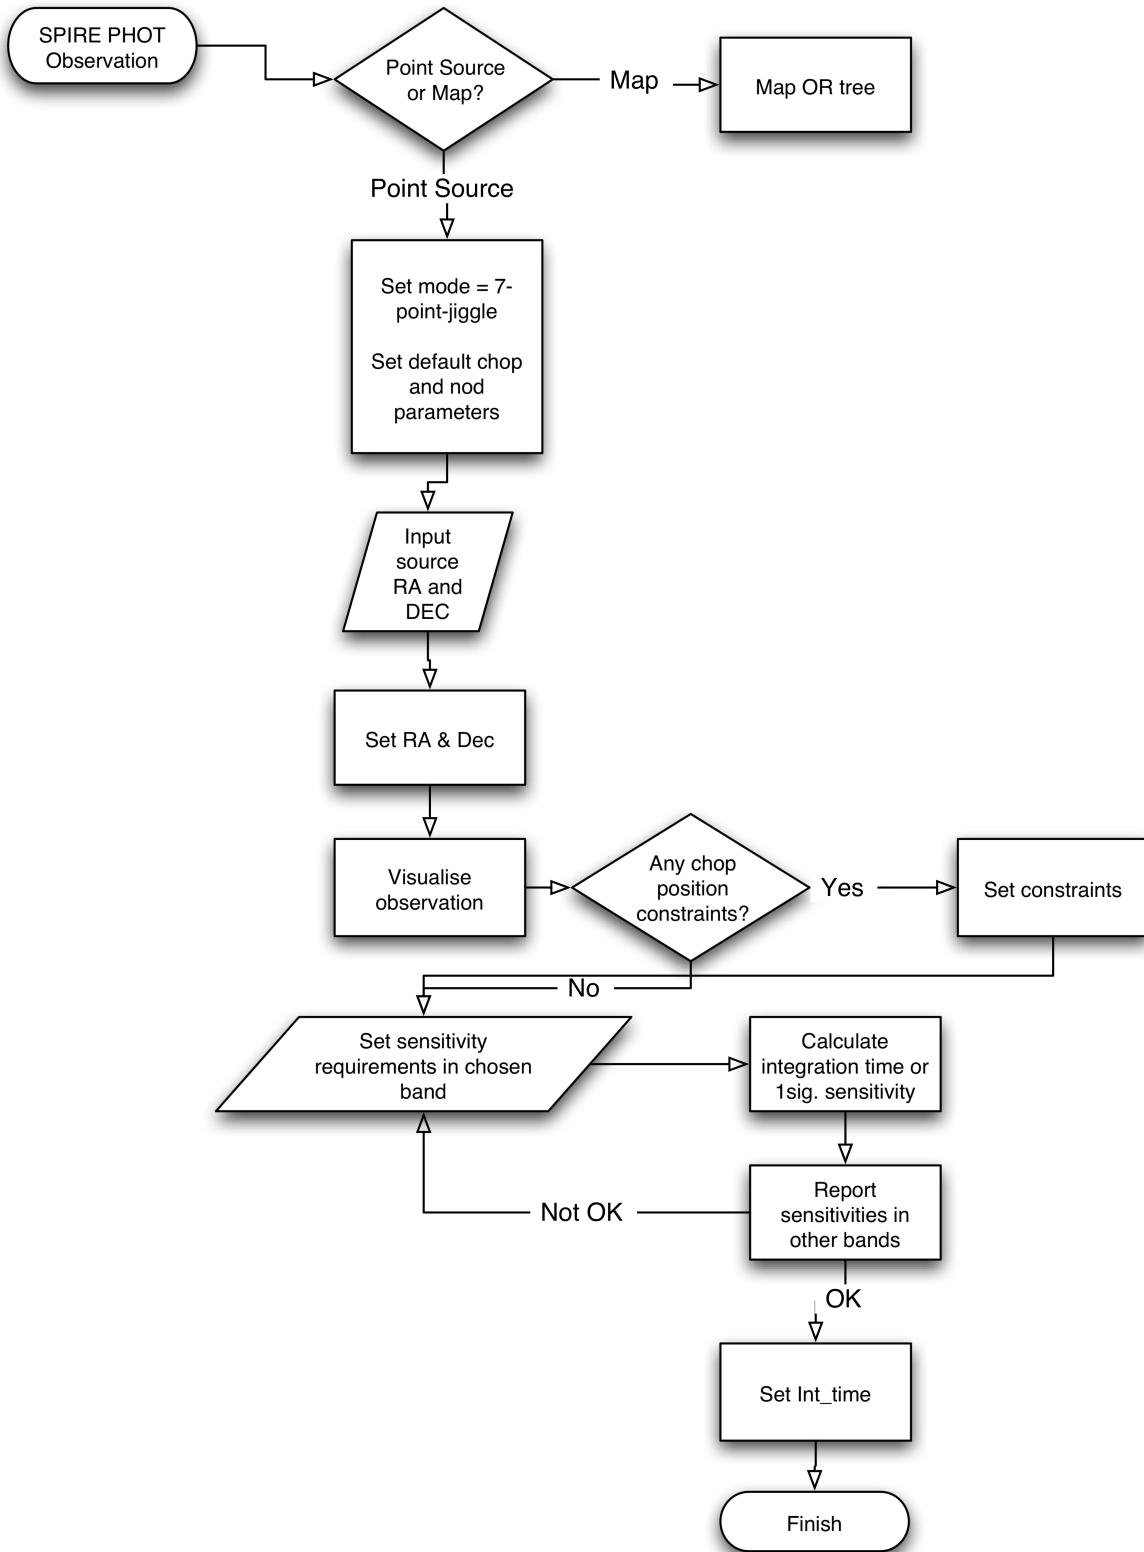 SPIRE PHOT
Observation
Point Source
or Map?
Map
Map OR tree
Point Source
Set mode = 7-
point-jiggle
Set default chop
and nod
parameters
Input
source
RA and
DEC
Set RA & Dec
Visualise
observation
Any chop
position
constraints?
Yes
Set constraints
No
Set sensitivity
requirements in chosen
band
Calculate
integration time or
1sig. sensitivity
Report
sensitivities in
other bands
Not OK
OK
Set Int_time
Finish